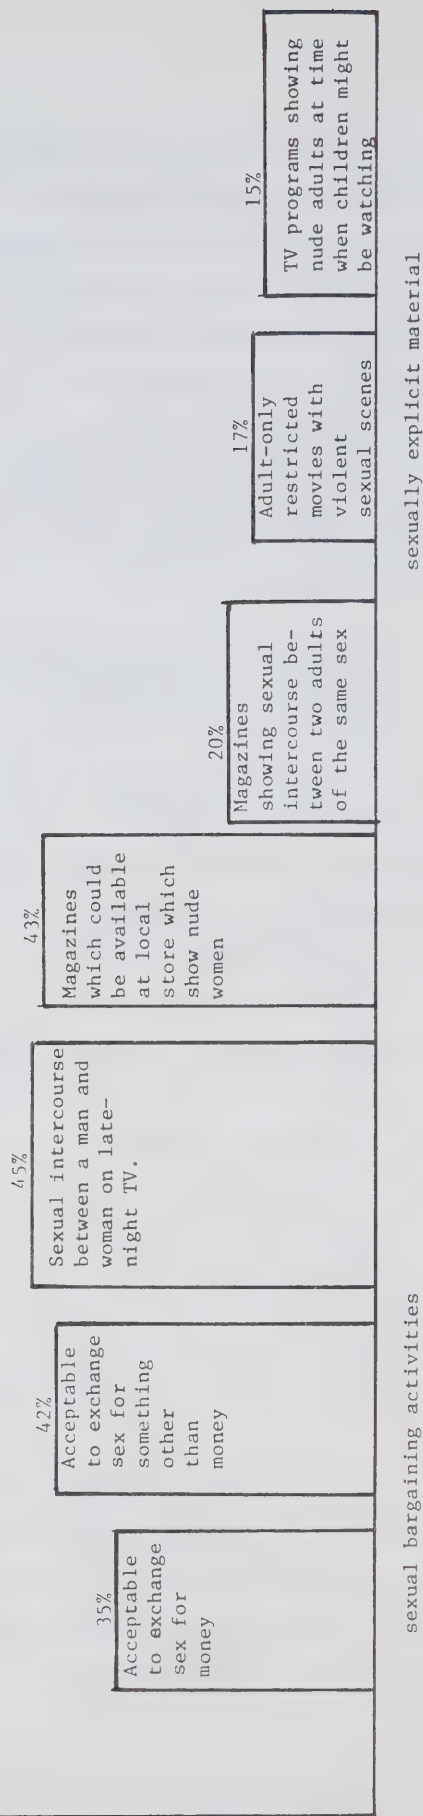 35%
Acceptable
to exchange
sex for
money
42%
Acceptable
to exchange
sex for
something
other
than
money
45%
Sexual intercourse
between a man and
woman on late-
night TV.
43%
Magazines
which could
be available
at local
store which
show nude
women
20%
Magazines
showing sexual
intercourse be-
tween two adults
of the same sex
17%
Adult-only
restricted
movies with
violent
sexual scenes
15%
TV programs showing
nude adults at time
when children might
be watching
sexual bargaining activities
sexually explicit material